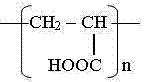 CH₂ — CH
HOOC
n